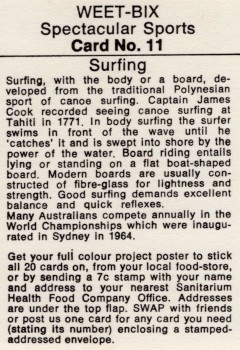 WEET-BIX
Spectacular Sports
Card No. 11
Surfing
Surfing, with the body or a board, de-
veloped from the traditional Polynesian
sport of canoe surfing. Captain James
Cook recorded seeing canoe surfing at
Tahiti in 1771. In body surfing the surfer
swims in front of the wave until he
'catches' it and is swept into shore by the
power of the water. Board riding entails
lying or standing on a flat boat-shaped
board. Modern boards are usually con-
structed of fibre-glass for lightness and
strength. Good surfing demands excellent
balance and quick reflexes.
Many Australians compete annually in the
World Championships which were inaugu-
rated in Sydney in 1964.
Get your full colour project poster to stick
all 20 cards on, from your local food-store,
or by sending a 7c stamp with your name
and address to your nearest Sanitarium
Health Food Company Office. Addresses
are under the top flap. SWAP with friends
or post us one card for any card you need
(stating its number) enclosing a stamped-
addressed envelope.